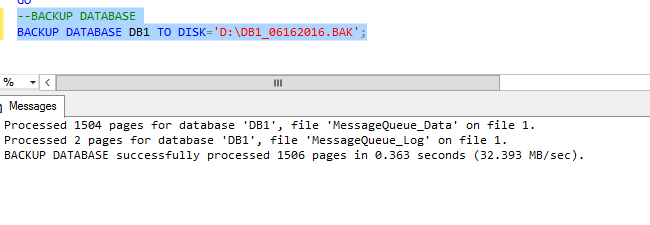 GO
--BACKUP DATABASE
BACKUP DATABASE DB1 TO DISK='D:\DB1_06162016.BAK';
%
Messages
Processed 1504 pages for database 'DB1', file 'MessageQueue_Data' on file 1.
Processed 2 pages for database 'DB1', file 'MessageQueue_Log' on file 1.
BACKUP DATABASE successfully processed 1506 pages in 0.363 seconds (32.393 MB/sec).